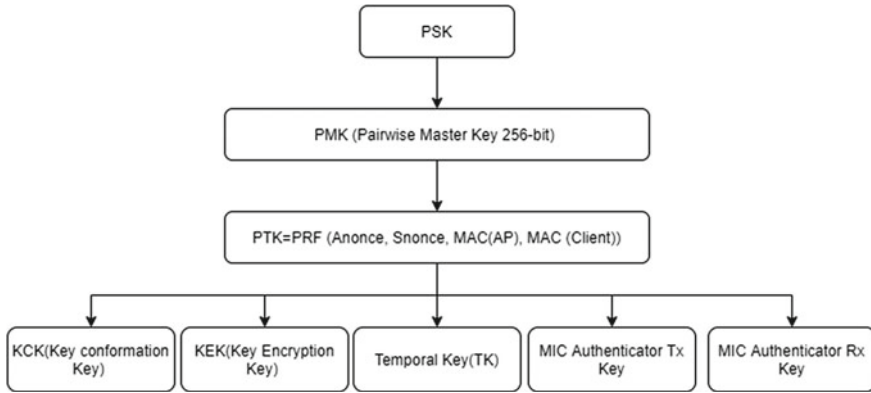 PSK
PMK (Pairwise Master Key 256-bit)
PTK=PRF (Anonce, Snonce, MAC(AP), MAC (Client))
KCK(Key conformation
Key)
KEK(Key Encryption
Key)
Temporal Key(TK)
MIC Authenticator Tx
Key
MIC Authenticator Rx
Key